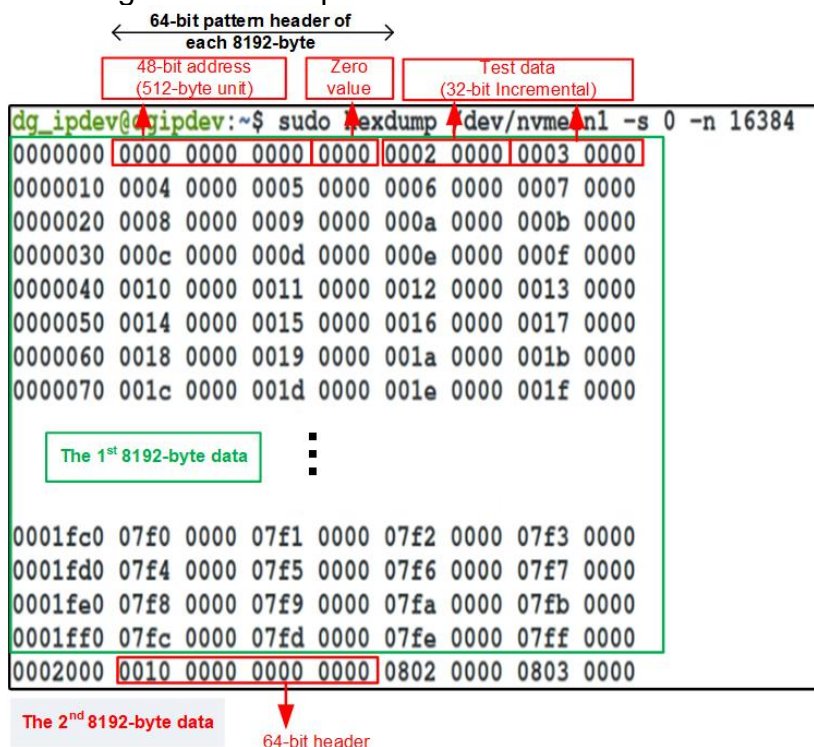 64-bit pattern header of
each 8192-byte
48-bit address
(512-byte unit)
Zero
value
Test data
(32-bit Incremental)
dg_ipdev@dgipdev:~$ sudo hexdump /dev/nvme1n1 -s 0 -n 16384
0000000 0000 0000 0000 0000 0002 0000 0003 0000
0000010 0004 0000 0005 0000 0006 0000 0007 0000
0000020 0008 0000 0009 0000 000a 0000 000b 0000
0000030 000c 0000 000d 0000 000e 0000 000f 0000
0000040 0010 0000 0011 0000 0012 0000 0013 0000
0000050 0014 0000 0015 0000 0016 0000 0017 0000
0000060 0018 0000 0019 0000 001a 0000 001b 0000
0000070 001c 0000 001d 0000 001e 0000 001f 0000
The 1st 8192-byte data
0001fc0 07f0 0000 07f1 0000 07f2 0000 07f3 0000
0001fd0 07f4 0000 07f5 0000 07f6 0000 07f7 0000
0001fe0 07f8 0000 07f9 0000 07fa 0000 07fb 0000
0001ff0 07fc 0000 07fd 0000 07fe 0000 07ff 0000
0002000 0010 0000 0000 0000 0802 0000 0803 0000
The 2nd 8192-byte data
64-bit header